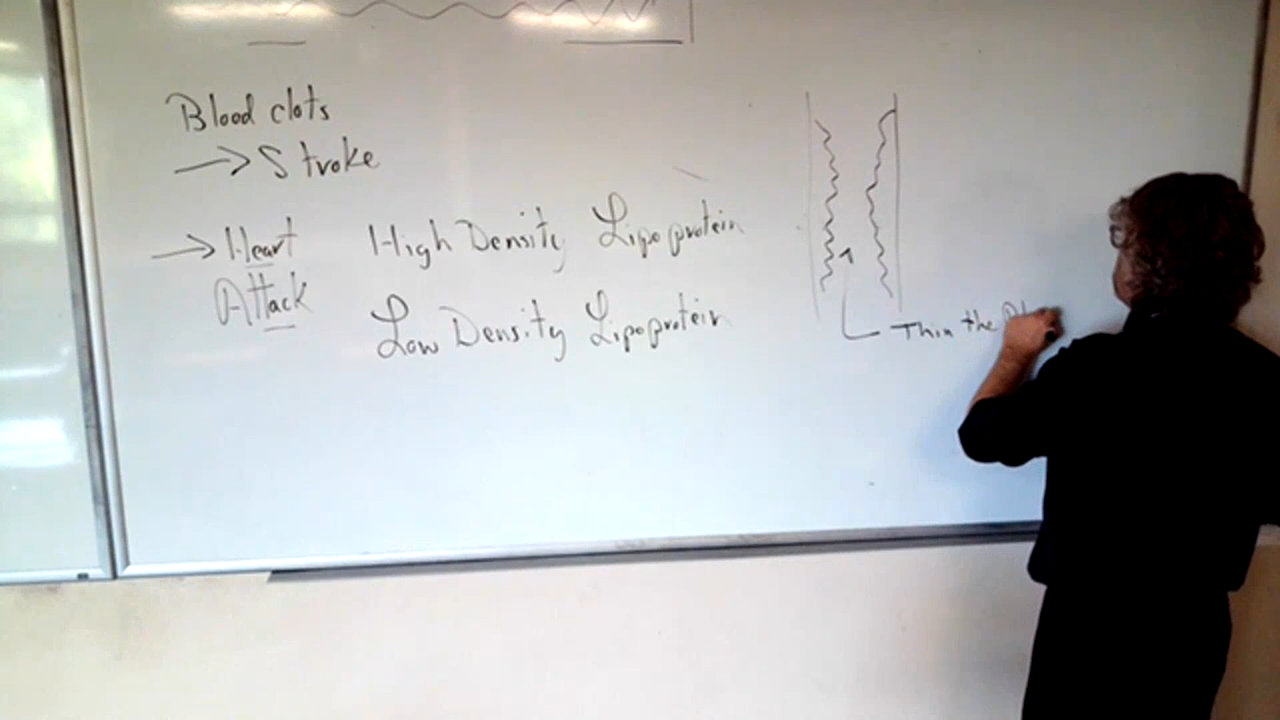 Blood clots
→ Stroke
→ Heart
Attack
High Density Lipoprotein
Low Density Lipoprotein
Thin the